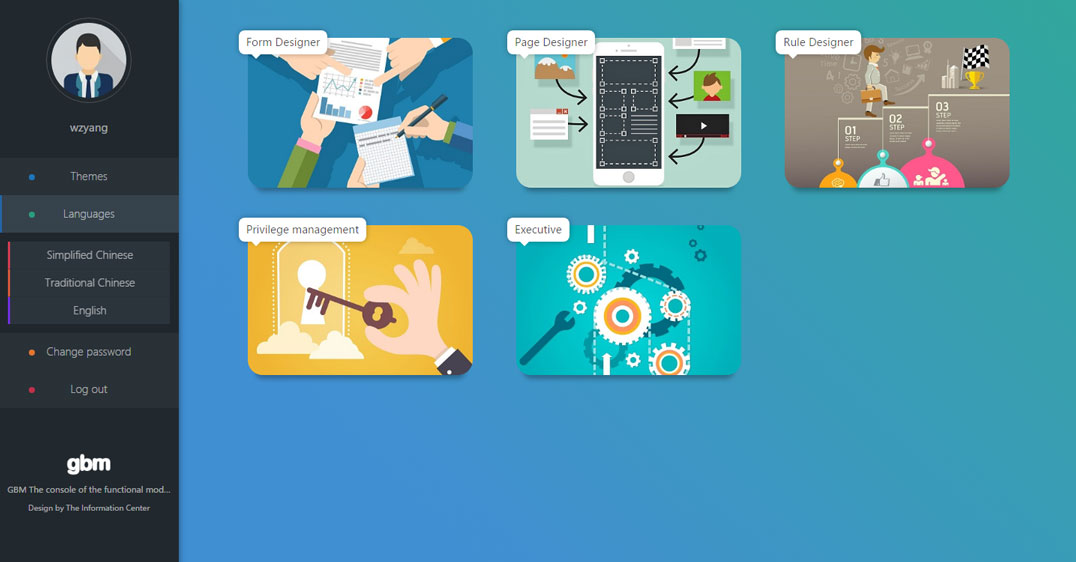 wzyang
Themes
Languages
Simplified Chinese
Traditional Chinese
English
Change password
Log out
gbm
GBM The console of the functional mod...
Design by The Information Center
Form Designer
Page Designer
Rule Designer
01
STEP
02
STEP
03
STEP
Privilege management
Executive